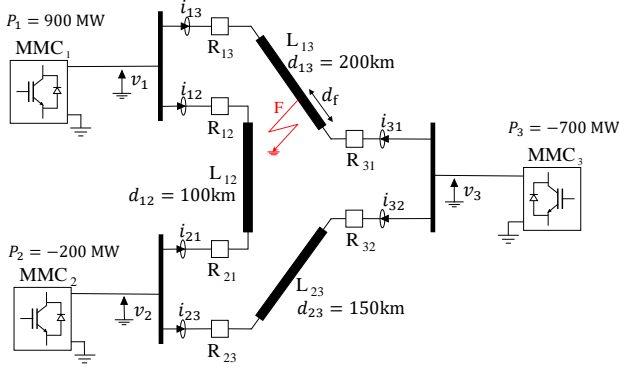 P₁ = 900 MW
MMC₁
v₁
i₁₃
R₁₃
L₁₃
d₁₃ = 200km
i₁₂
R₁₂
F
d_f
i₃₁
R₃₁
P₃ = −700 MW
MMC₃
v₃
L₁₂
d₁₂ = 100km
i₃₂
R₃₂
P₂ = −200 MW
MMC₂
v₂
i₂₁
R₂₁
L₂₃
d₂₃ = 150km
i₂₃
R₂₃